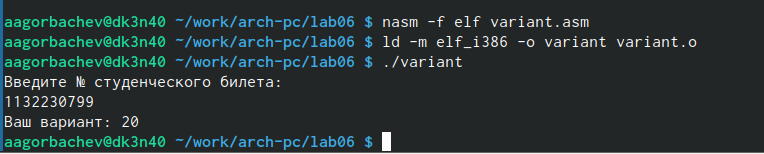 aagorbachev@dk3n40 ~/work/arch-pc/lab06 $ nasm -f elf variant.asm
aagorbachev@dk3n40 ~/work/arch-pc/lab06 $ ld -m elf_i386 -o variant variant.o
aagorbachev@dk3n40 ~/work/arch-pc/lab06 $ ./variant
Введите № студенческого билета:
1132230799
Ваш вариант: 20
aagorbachev@dk3n40 ~/work/arch-pc/lab06 $